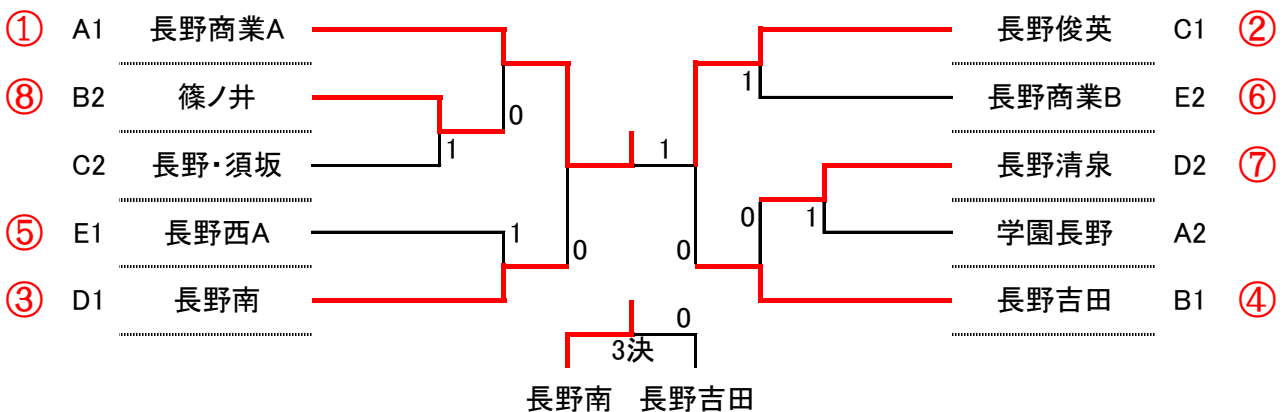 ① A1 長野商業A 長野俊英 C1 ②
⑧ B2 篠ノ井 0 1 長野商業B E2 ⑥
C2 長野・須坂 1 1 長野清泉 D2 ⑦
⑤ E1 長野西A 1 0 0 0 1 学園長野 A2
③ D1 長野南 長野吉田 B1 ④
0
3決
長野南 長野吉田